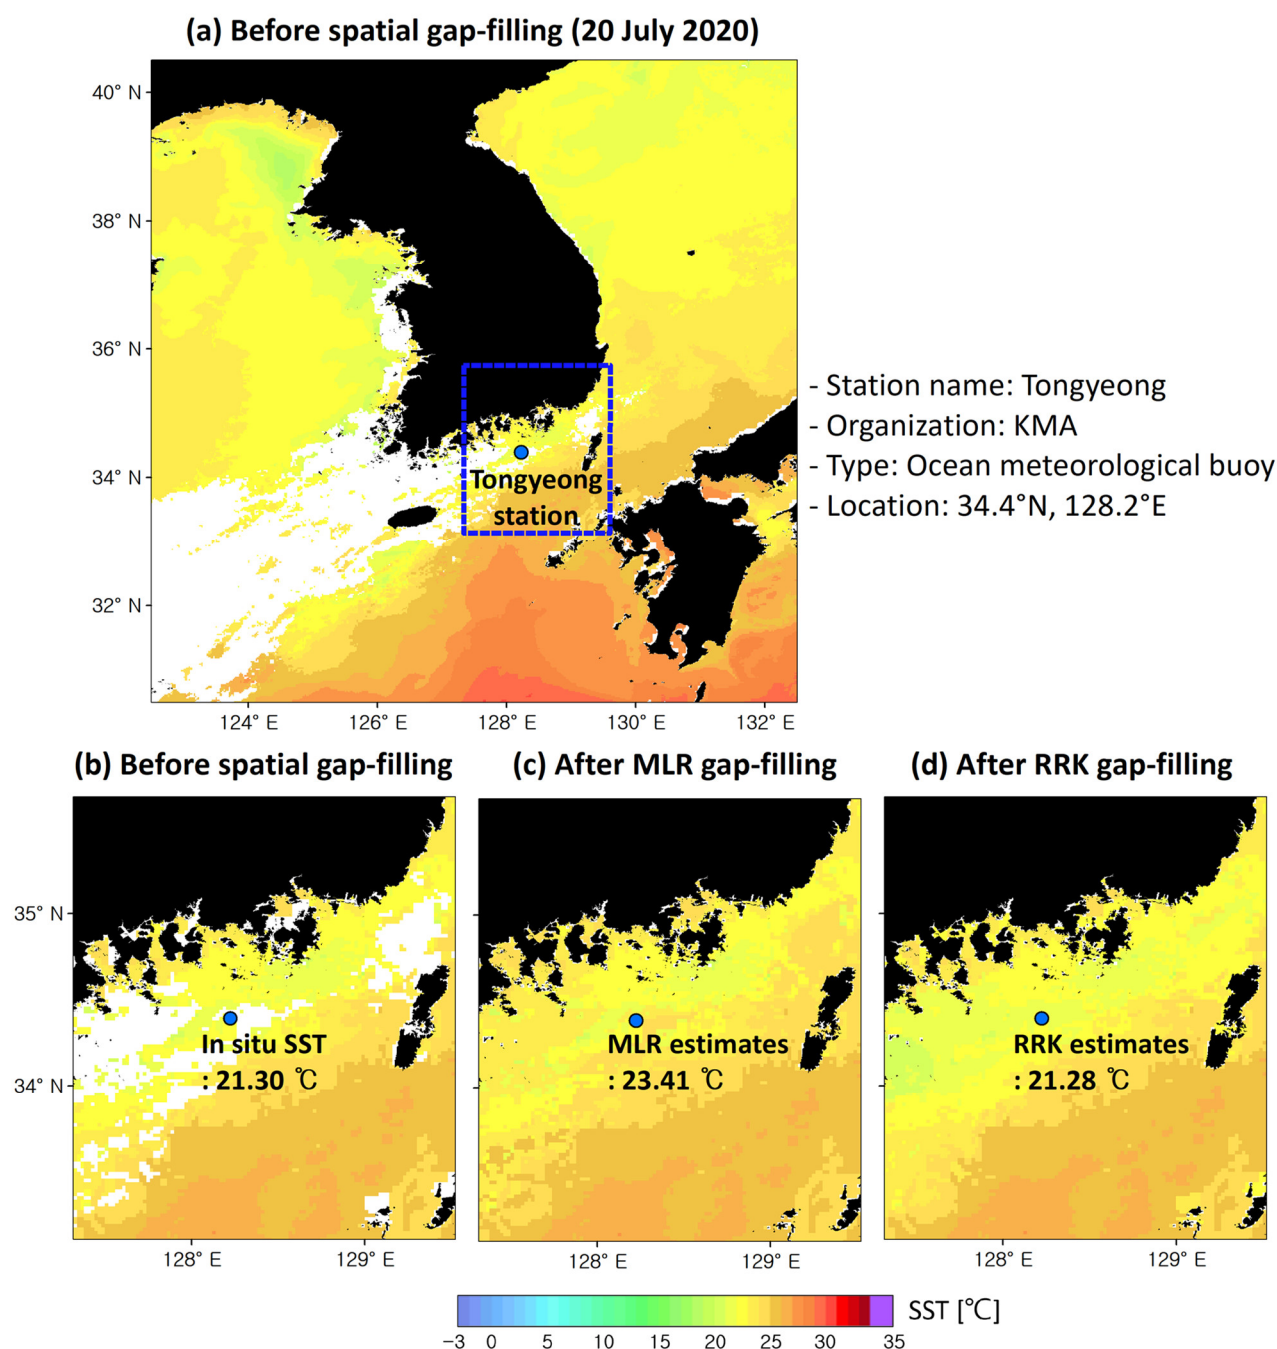 (a) Before spatial gap-filling (20 July 2020)
40° N
38° N
36° N
34° N
32° N
124° E
126° E
128° E
130° E
132° E
Tongyeong
station
- Station name: Tongyeong
- Organization: KMA
- Type: Ocean meteorological buoy
- Location: 34.4°N, 128.2°E
(b) Before spatial gap-filling
35° N
34° N
In situ SST
: 21.30 ℃
128° E
129° E
(c) After MLR gap-filling
MLR estimates
: 23.41 ℃
128° E
129° E
(d) After RRK gap-filling
RRK estimates
: 21.28 ℃
128° E
129° E
SST [℃]
−3 0 5 10 15 20 25 30 35